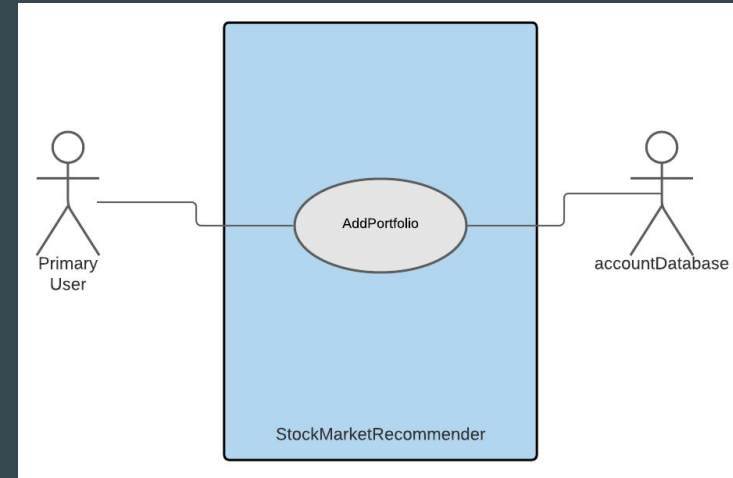 AddPortfolio
Primary
User
accountDatabase
StockMarketRecommender